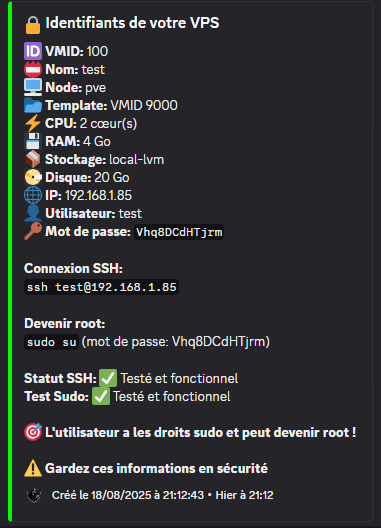 🔒 Identifiants de votre VPS
🆔 VMID: 100
📛 Nom: test
🖥️ Node: pve
📂 Template: VMID 9000
⚡ CPU: 2 cœur(s)
💾 RAM: 4 Go
🧱 Stockage: local-lvm
📀 Disque: 20 Go
🌐 IP: 192.168.1.85
👤 Utilisateur: test
🔑 Mot de passe: Vhq8DCdHTjrm
Connexion SSH:
ssh test@192.168.1.85
Devenir root:
sudo su (mot de passe: Vhq8DCdHTjrm)
Statut SSH: ✅ Testé et fonctionnel
Test Sudo: ✅ Testé et fonctionnel
🎯 L'utilisateur a les droits sudo et peut devenir root !
⚠️ Gardez ces informations en sécurité
Créé le 18/08/2025 à 21:12:43 • Hier à 21:12